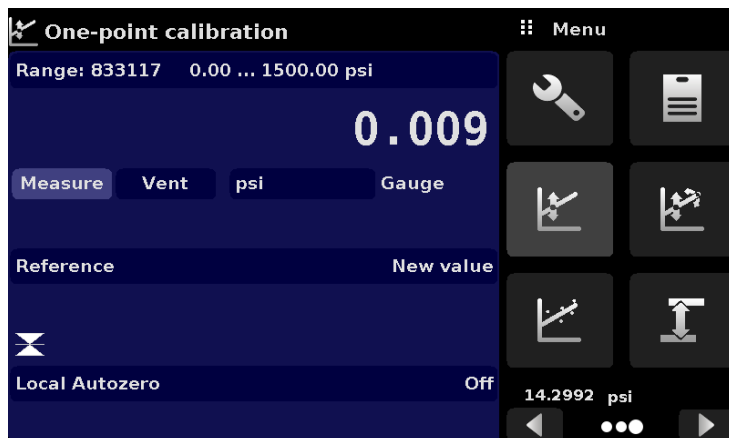 One-point calibration
Menu
Range: 833117 0.00 ... 1500.00 psi
0.009
Measure Vent psi Gauge
Reference New value
Local Autozero Off
14.2992 psi